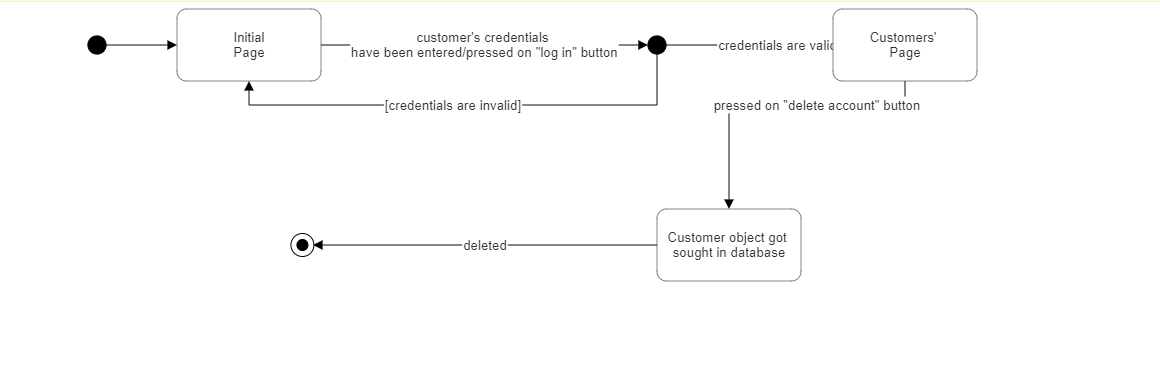 Initial
Page
customer's credentials
have been entered/pressed on "log in" button
credentials are valid
Customers'
Page
[credentials are invalid]
pressed on "delete account" button
Customer object got
sought in database
deleted